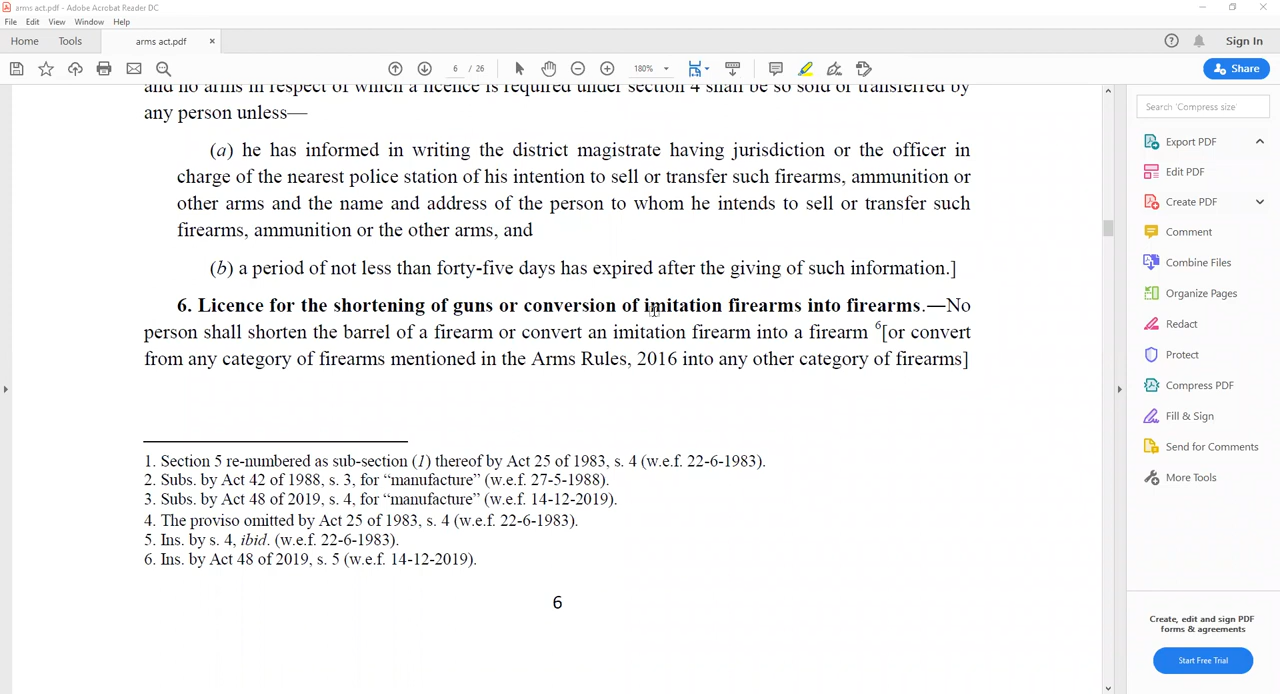 arms act.pdf - Adobe Acrobat Reader DC
File Edit View Window Help
Home Tools arms act.pdf × Sign In
6 / 26 180% Share
and no arms in respect of which a licence is required under section 4 shall be so sold or transferred by
any person unless—
(a) he has informed in writing the district magistrate having jurisdiction or the officer in
charge of the nearest police station of his intention to sell or transfer such firearms, ammunition or
other arms and the name and address of the person to whom he intends to sell or transfer such
firearms, ammunition or the other arms, and
(b) a period of not less than forty-five days has expired after the giving of such information.]
6. Licence for the shortening of guns or conversion of imitation firearms into firearms.—No
person shall shorten the barrel of a firearm or convert an imitation firearm into a firearm 6[or convert
from any category of firearms mentioned in the Arms Rules, 2016 into any other category of firearms]
1. Section 5 re-numbered as sub-section (1) thereof by Act 25 of 1983, s. 4 (w.e.f. 22-6-1983).
2. Subs. by Act 42 of 1988, s. 3, for “manufacture” (w.e.f. 27-5-1988).
3. Subs. by Act 48 of 2019, s. 4, for “manufacture” (w.e.f. 14-12-2019).
4. The proviso omitted by Act 25 of 1983, s. 4 (w.e.f. 22-6-1983).
5. Ins. by s. 4, ibid. (w.e.f. 22-6-1983).
6. Ins. by Act 48 of 2019, s. 5 (w.e.f. 14-12-2019).
6
Search 'Compress size'
Export PDF
Edit PDF
Create PDF
Comment
Combine Files
Organize Pages
Redact
Protect
Compress PDF
Fill & Sign
Send for Comments
More Tools
Create, edit and sign PDF
forms & agreements
Start Free Trial